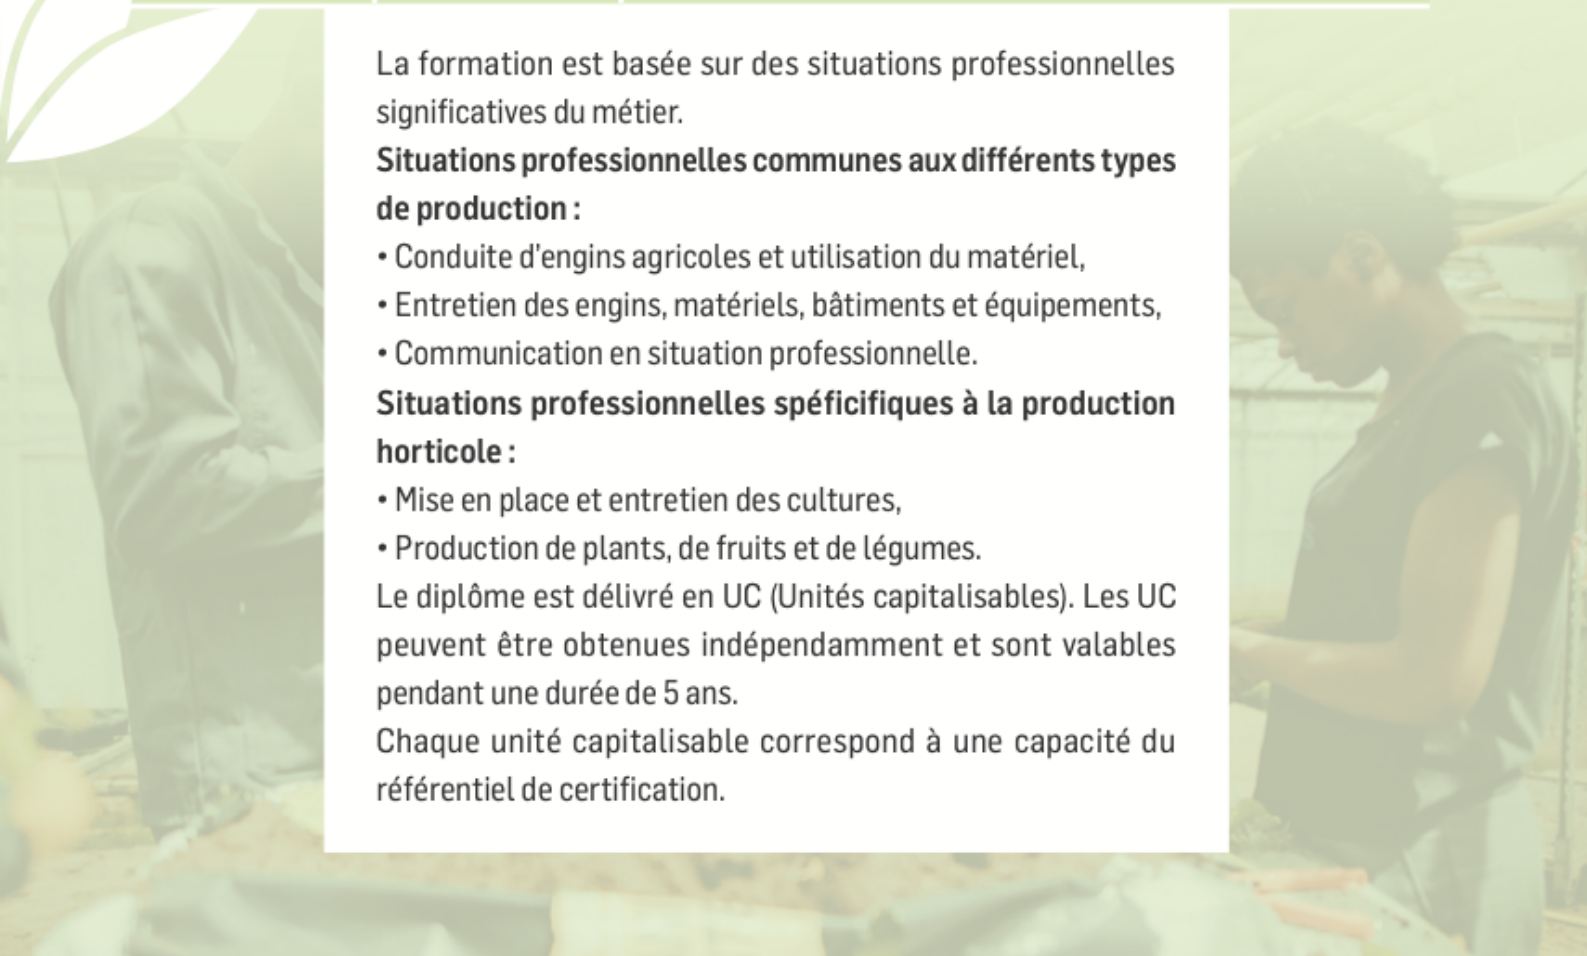 La formation est basée sur des situations professionnelles
significatives du métier.
Situations professionnelles communes aux différents types
de production :
• Conduite d'engins agricoles et utilisation du matériel,
• Entretien des engins, matériels, bâtiments et équipements,
• Communication en situation professionnelle.
Situations professionnelles spéficifiques à la production
horticole :
• Mise en place et entretien des cultures,
• Production de plants, de fruits et de légumes.
Le diplôme est délivré en UC (Unités capitalisables). Les UC
peuvent être obtenues indépendamment et sont valables
pendant une durée de 5 ans.
Chaque unité capitalisable correspond à une capacité du
référentiel de certification.